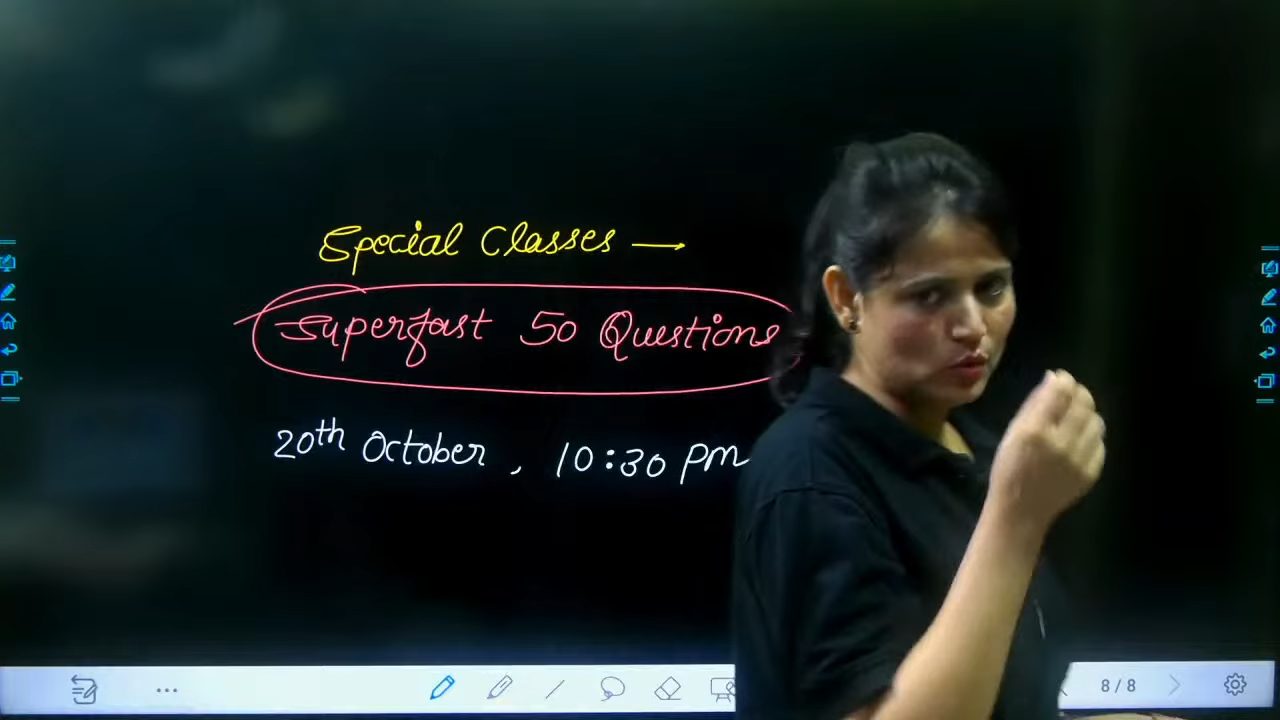 Special Classes →
Superfast 50 Questions
20th October , 10:30 pm
8/8